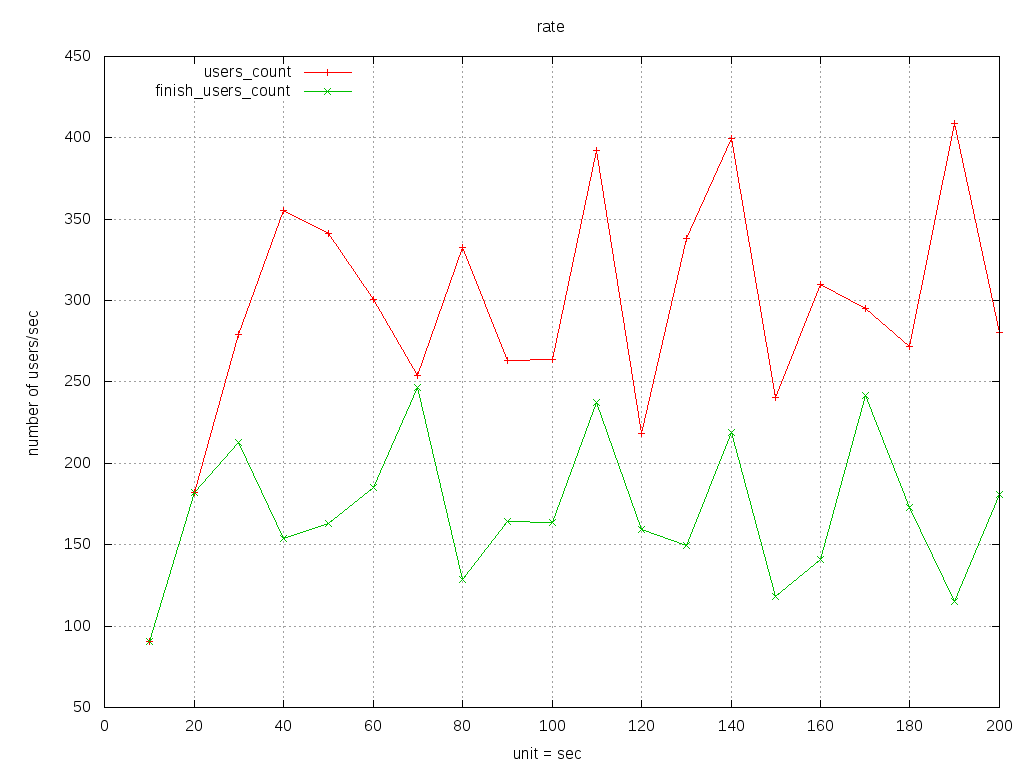 rate
users_count
finish_users_count
450
400
350
300
250
200
150
100
50
number of users/sec
0 20 40 60 80 100 120 140 160 180 200
unit = sec